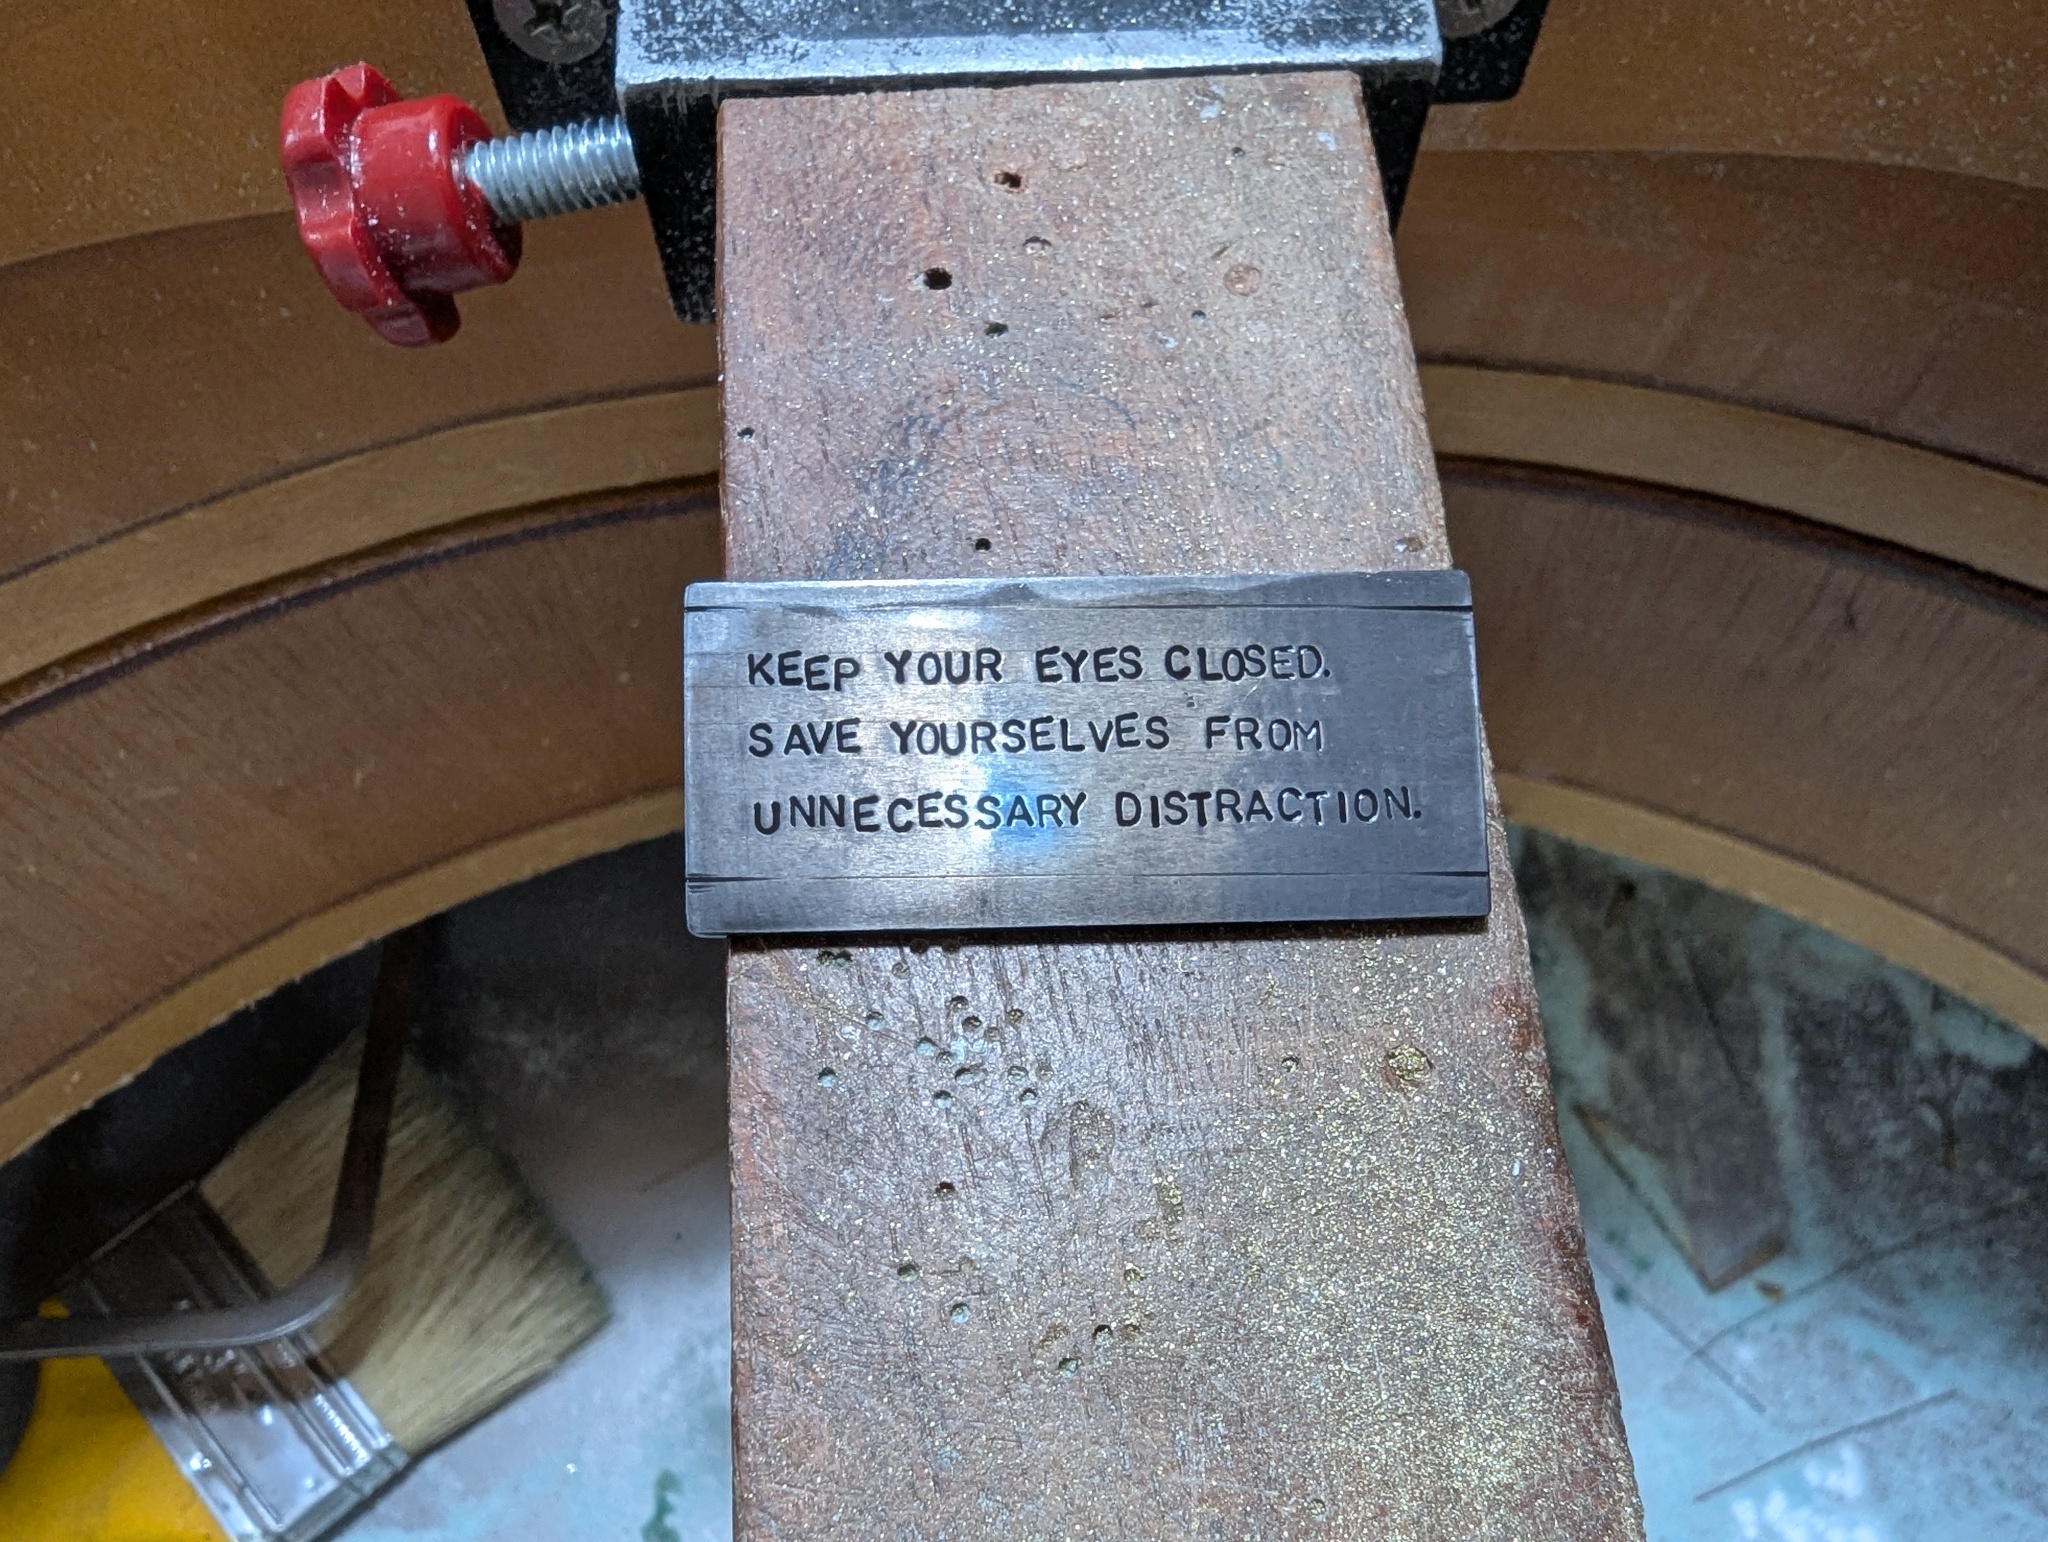 KEEP YOUR EYES CLOSED.
SAVE YOURSELVES FROM
UNNECESSARY DISTRACTION.